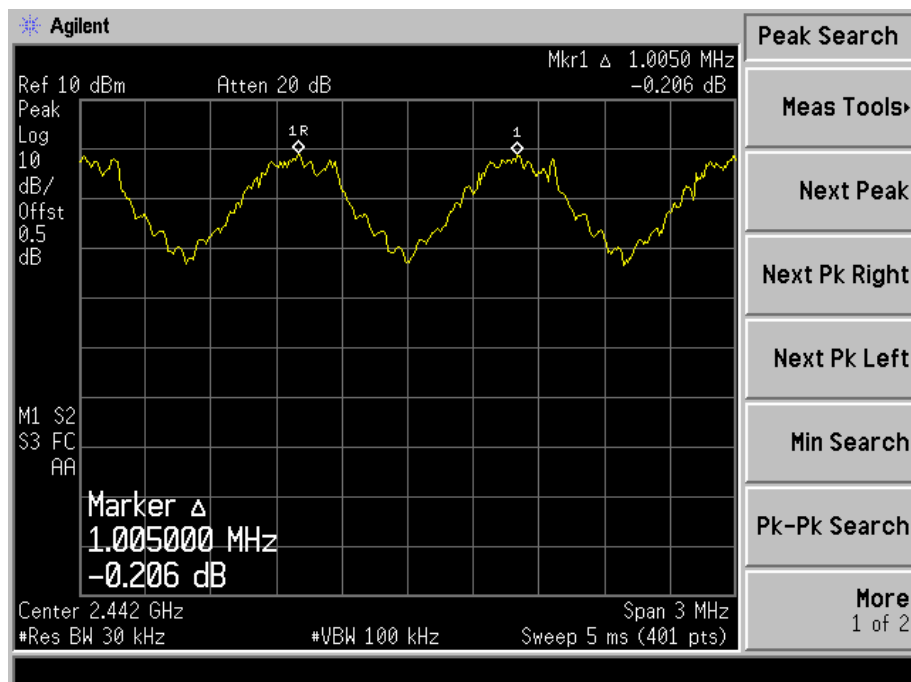 Agilent
Peak Search
Mkr1 Δ 1.0050 MHz
Ref 10 dBm Atten 20 dB -0.206 dB
Peak
Log
10
dB/
Offst
0.5
dB
1R
1
M1 S2
S3 FC
AA
Marker Δ
1.005000 MHz
-0.206 dB
Center 2.442 GHz Span 3 MHz
#Res BW 30 kHz #VBW 100 kHz Sweep 5 ms (401 pts)
Meas Tools
Next Peak
Next Pk Right
Next Pk Left
Min Search
Pk-Pk Search
More
1 of 2